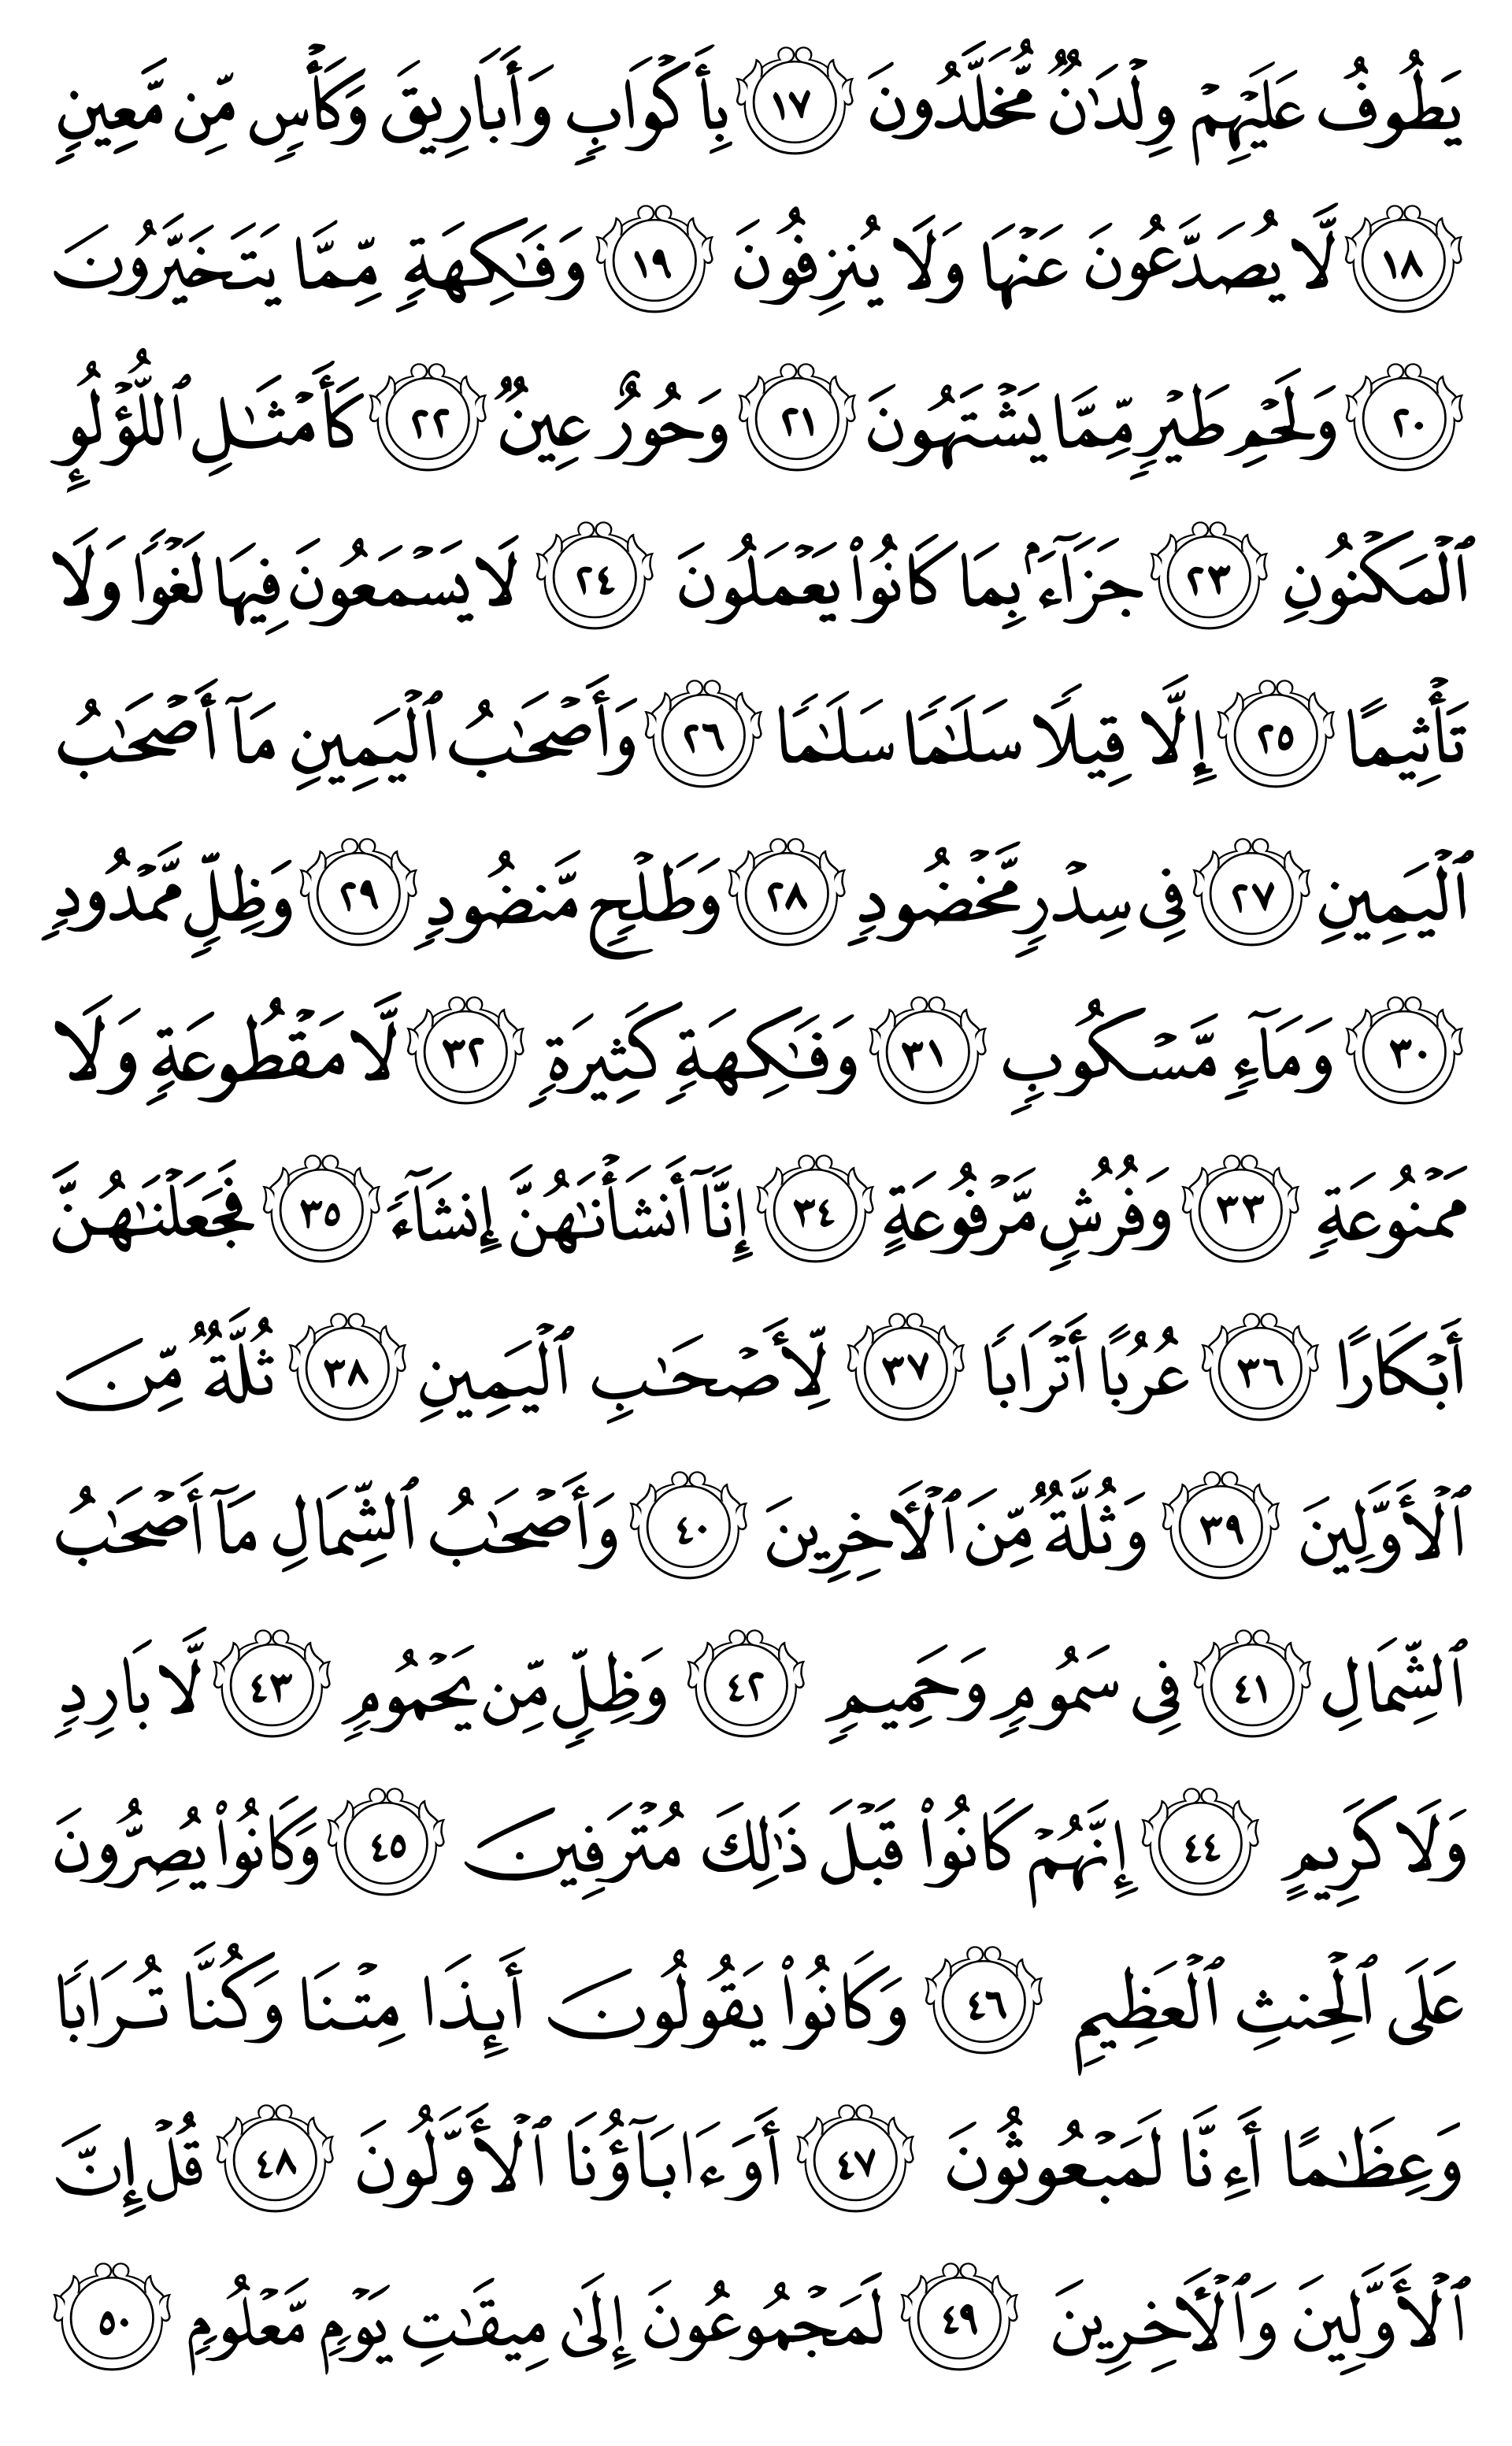 يَطُوفُ عَلَيْهِمْ وِلْدَٰنٌ مُّخَلَّدُونَ ١٧ بِأَكْوَابٍ وَأَبَارِيقَ وَكَأْسٍ مِّن مَّعِينٍ
١٨ لَّا يُصَدَّعُونَ عَنْهَا وَلَا يُنزِفُونَ ١٩ وَفَٰكِهَةٍ مِّمَّا يَتَخَيَّرُونَ
٢٠ وَلَحْمِ طَيْرٍ مِّمَّا يَشْتَهُونَ ٢١ وَحُورٌ عِينٌ ٢٢ كَأَمْثَٰلِ ٱللُّؤْلُوِٕ
ٱلْمَكْنُونِ ٢٣ جَزَآءًۢ بِمَا كَانُوا۟ يَعْمَلُونَ ٢٤ لَا يَسْمَعُونَ فِيهَا لَغْوًا وَلَا
تَأْثِيمًا ٢٥ إِلَّا قِيلًا سَلَٰمًا سَلَٰمًا ٢٦ وَأَصْحَٰبُ ٱلْيَمِينِ مَآ أَصْحَٰبُ
ٱلْيَمِينِ ٢٧ فِى سِدْرٍ مَّخْضُودٍ ٢٨ وَطَلْحٍ مَّنضُودٍ ٢٩ وَظِلٍّ مَّمْدُودٍ
٣٠ وَمَآءٍ مَّسْكُوبٍ ٣١ وَفَٰكِهَةٍ كَثِيرَةٍ ٣٢ لَّا مَقْطُوعَةٍ وَلَا
مَمْنُوعَةٍ ٣٣ وَفُرُشٍ مَّرْفُوعَةٍ ٣٤ إِنَّآ أَنشَأْنَٰهُنَّ إِنشَآءً ٣٥ فَجَعَلْنَٰهُنَّ
أَبْكَارًا ٣٦ عُرُبًا أَتْرَابًا ٣٧ لِّأَصْحَٰبِ ٱلْيَمِينِ ٣٨ ثُلَّةٌ مِّنَ
ٱلْأَوَّلِينَ ٣٩ وَثُلَّةٌ مِّنَ ٱلْـَٔاخِرِينَ ٤٠ وَأَصْحَٰبُ ٱلشِّمَالِ مَآ أَصْحَٰبُ
ٱلشِّمَالِ ٤١ فِى سَمُومٍ وَحَمِيمٍ ٤٢ وَظِلٍّ مِّن يَحْمُومٍ ٤٣ لَّا بَارِدٍ
وَلَا كَرِيمٍ ٤٤ إِنَّهُمْ كَانُوا۟ قَبْلَ ذَٰلِكَ مُتْرَفِينَ ٤٥ وَكَانُوا۟ يُصِرُّونَ
عَلَى ٱلْحِنثِ ٱلْعَظِيمِ ٤٦ وَكَانُوا۟ يَقُولُونَ أَئِذَا مِتْنَا وَكُنَّا تُرَابًا
وَعِظَٰمًا أَءِنَّا لَمَبْعُوثُونَ ٤٧ أَوَءَابَآؤُنَا ٱلْأَوَّلُونَ ٤٨ قُلْ إِنَّ
ٱلْأَوَّلِينَ وَٱلْـَٔاخِرِينَ ٤٩ لَمَجْمُوعُونَ إِلَىٰ مِيقَٰتِ يَوْمٍ مَّعْلُومٍ ٥٠